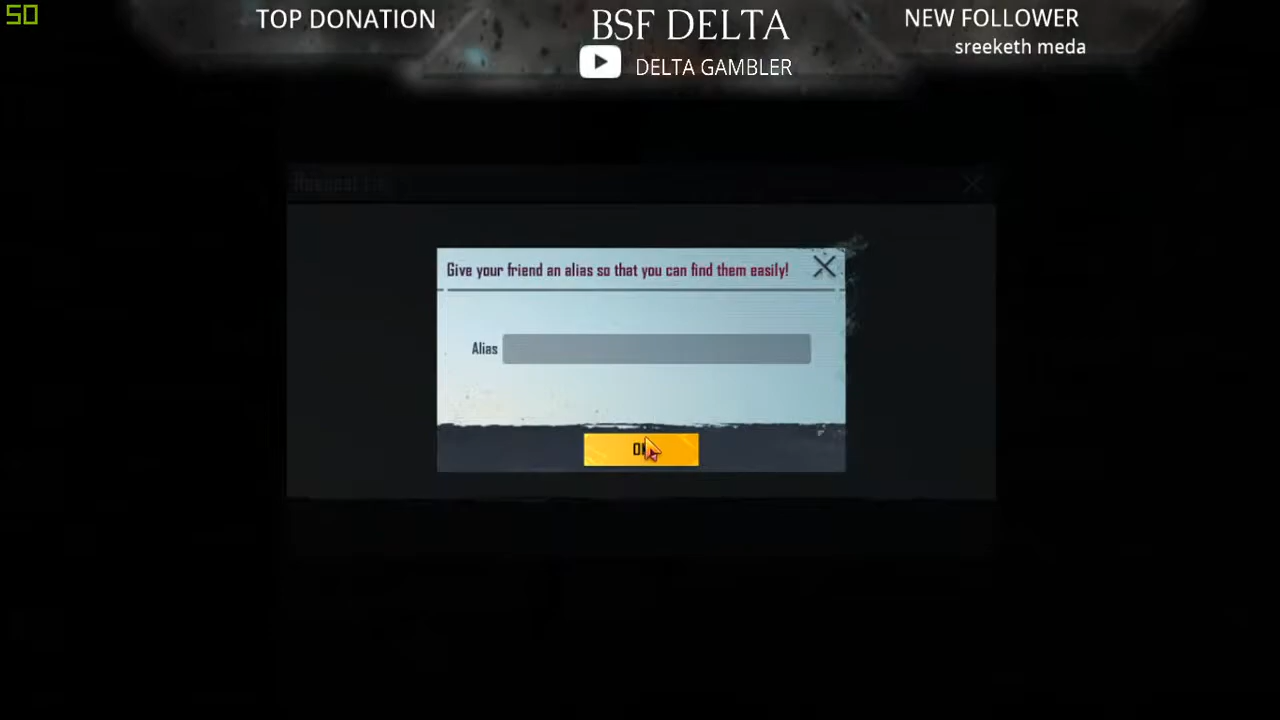 50
TOP DONATION
BSF DELTA
NEW FOLLOWER
sreeketh meda
DELTA GAMBLER
Give your friend an alias so that you can find them easily!
Alias
OK